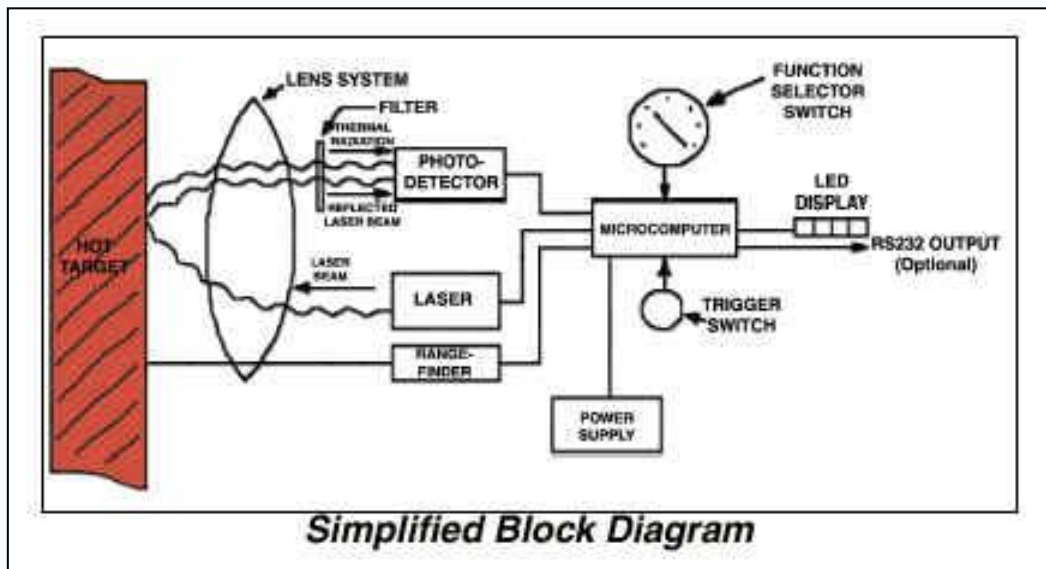 LENS SYSTEM
FILTER
THERMAL
RADIATION
PHOTO-
DETECTOR
REFLECTED
LASER BEAM
HOT
TARGET
LASER
BEAM
LASER
RANGE-
FINDER
FUNCTION
SELECTOR
SWITCH
LED
DISPLAY
MICROCOMPUTER
RS232 OUTPUT
(Optional)
TRIGGER
SWITCH
POWER
SUPPLY
Simplified Block Diagram